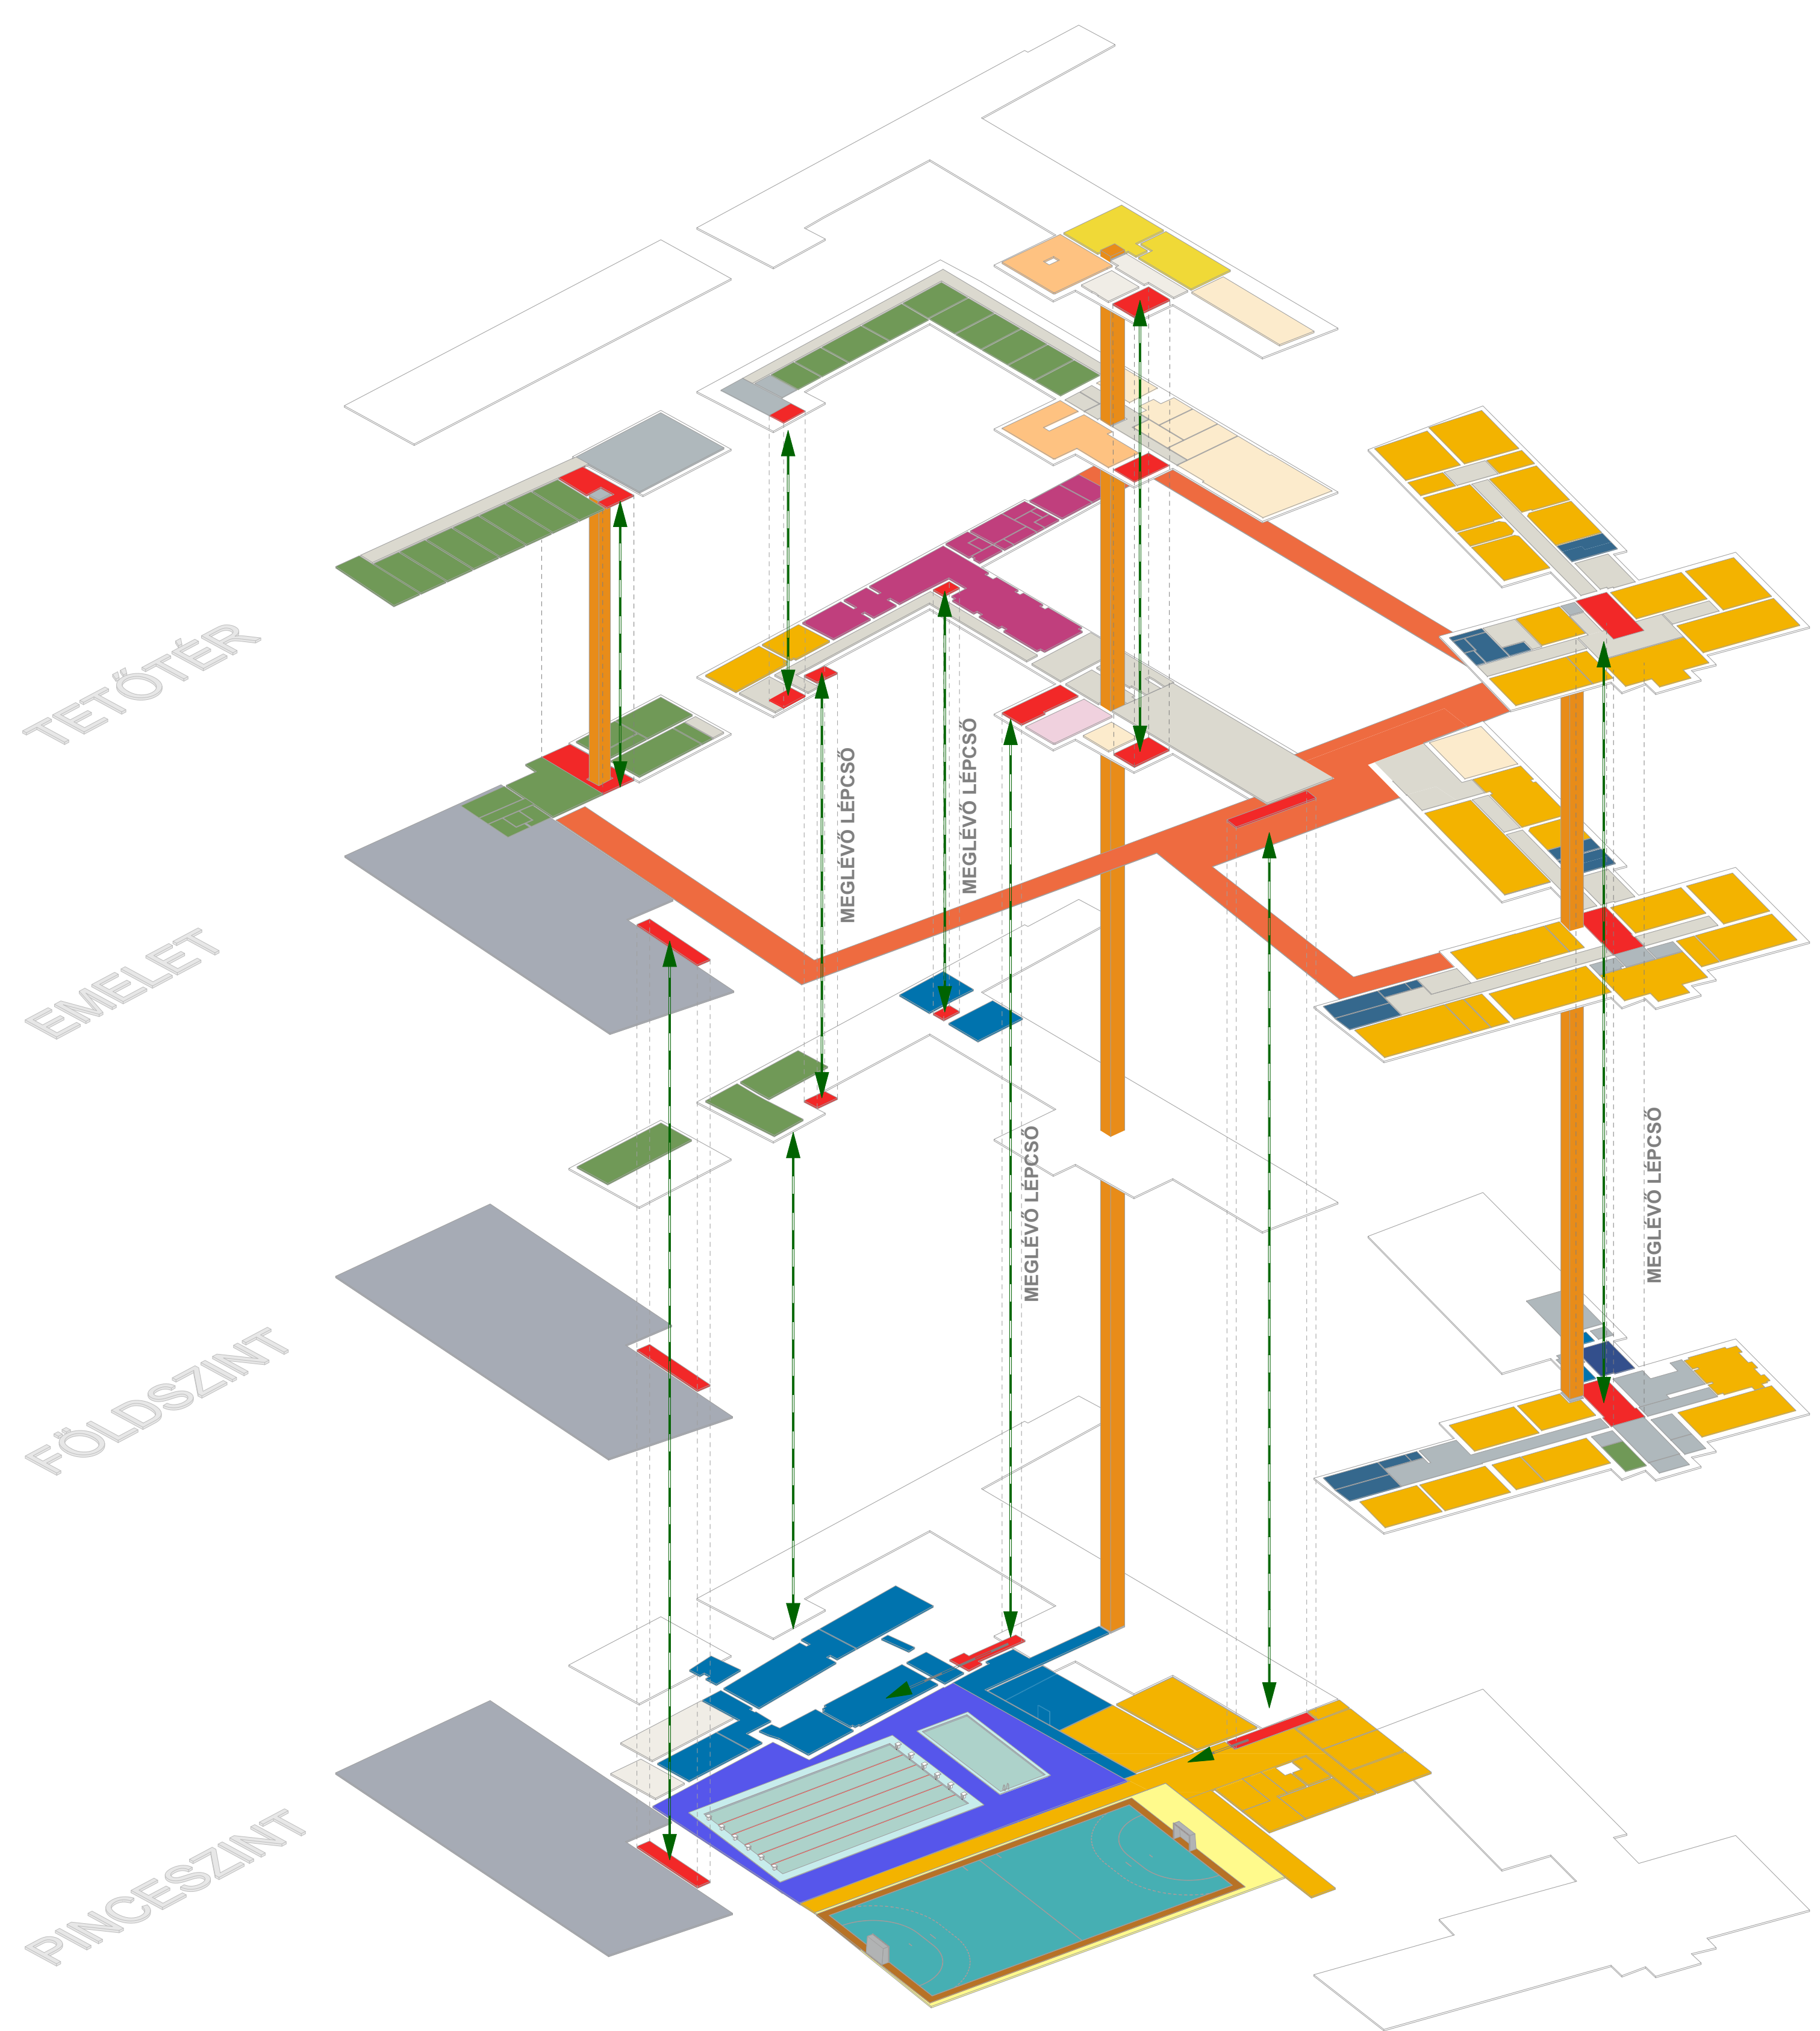 TETŐTÉR
MEGLÉVŐ LÉPCSŐ
MEGLÉVŐ LÉPCSŐ
EMELET
MEGLÉVŐ LÉPCSŐ
MEGLÉVŐ LÉPCSŐ
FÖLDSZINT
PINCESZINT